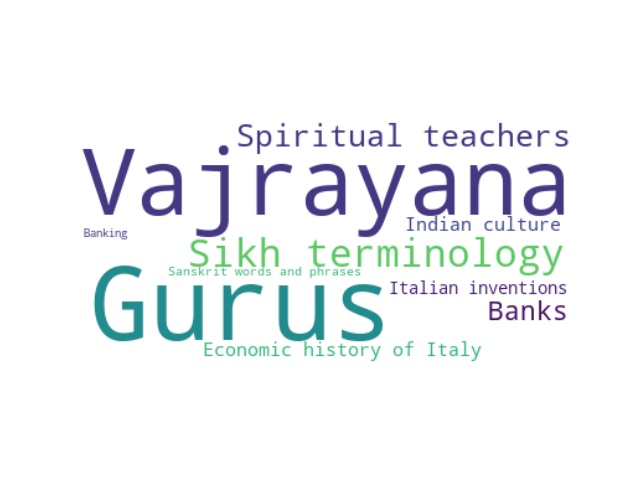 Spiritual teachers
Vajrayana
Indian culture
Banking
Sikh terminology
Sanskrit words and phrases
Gurus
Italian inventions
Banks
Economic history of Italy